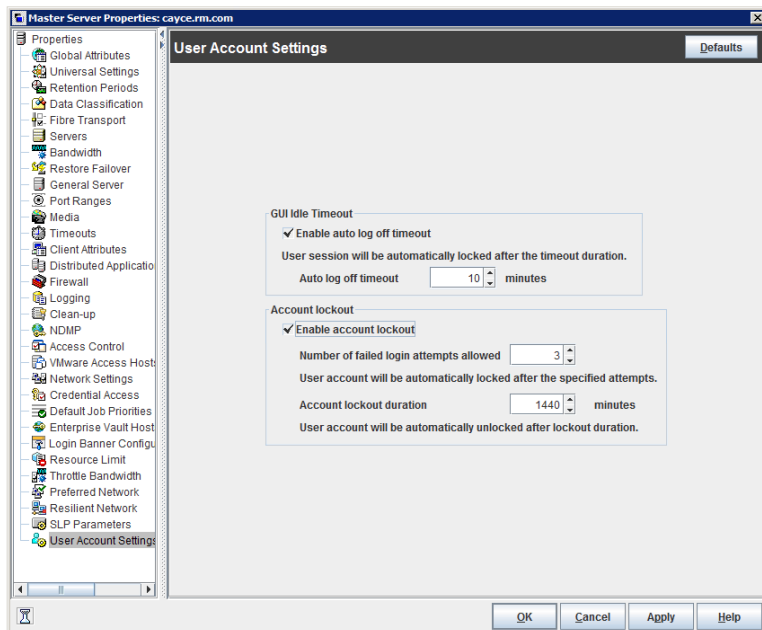 Master Server Properties: cayce.rm.com
Properties
Global Attributes
Universal Settings
Retention Periods
Data Classification
Fibre Transport
Servers
Bandwidth
Restore Failover
General Server
Port Ranges
Media
Timeouts
Client Attributes
Distributed Applicatio
Firewall
Logging
Clean-up
NDMP
Access Control
VMware Access Hosts
Network Settings
Credential Access
Default Job Priorities
Enterprise Vault Host
Login Banner Configu
Resource Limit
Throttle Bandwidth
Preferred Network
Resilient Network
SLP Parameters
User Account Settings
User Account Settings
Defaults
GUI Idle Timeout
Enable auto log off timeout
User session will be automatically locked after the timeout duration.
Auto log off timeout 10 minutes
Account lockout
Enable account lockout
Number of failed login attempts allowed 3
User account will be automatically locked after the specified attempts.
Account lockout duration 1440 minutes
User account will be automatically unlocked after lockout duration.
OK Cancel Apply Help